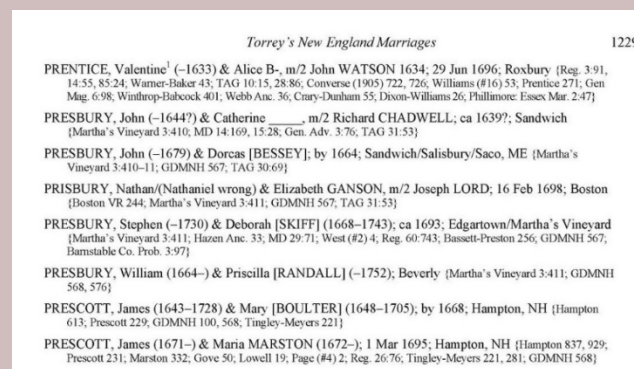 Torrey's New England Marriages 1229
PRENTICE, Valentine¹ (–1633) & Alice B-, m/2 John WATSON 1634; 29 Jun 1696; Roxbury {Reg. 3:91,
14:55, 85:24; Warner-Baker 43; TAG 10:15, 28:86; Converse (1905) 722, 726; Williams (#16) 53; Prentice 271; Gen
Mag. 6:98; Winthrop-Babcock 401; Webb Anc. 36; Crary-Dunham 55; Dixon-Williams 26; Phillimore: Essex Mar. 2:47}
PRESBURY, John (–1644?) & Catherine _____, m/2 Richard CHADWELL; ca 1639?; Sandwich
{Martha's Vineyard 3:410; MD 14:169, 15:28; Gen. Adv. 3:76; TAG 31:53}
PRESBURY, John (–1679) & Dorcas [BESSEY]; by 1664; Sandwich/Salisbury/Saco, ME {Martha's
Vineyard 3:410–11; GDMNH 567; TAG 30:69}
PRISBURY, Nathan/(Nathaniel wrong) & Elizabeth GANSON, m/2 Joseph LORD; 16 Feb 1698; Boston
{Boston VR 244; Martha's Vineyard 3:411; GDMNH 567; TAG 31:53}
PRESBURY, Stephen (–1730) & Deborah [SKIFF] (1668–1743); ca 1693; Edgartown/Martha's Vineyard
{Martha's Vineyard 3:411; Hazen Anc. 33; MD 29:71; West (#2) 4; Reg. 60:743; Bassett-Preston 256; GDMNH 567;
Barnstable Co. Prob. 3:97}
PRESBURY, William (1664–) & Priscilla [RANDALL] (–1752); Beverly {Martha's Vineyard 3:411; GDMNH
568, 576}
PRESCOTT, James (1643–1728) & Mary [BOULTER] (1648–1705); by 1668; Hampton, NH {Hampton
613; Prescott 229; GDMNH 100, 568; Tingley-Meyers 221}
PRESCOTT, James (1671–) & Maria MARSTON (1672–); 1 Mar 1695; Hampton, NH {Hampton 837, 929;
Prescott 231; Marston 332; Gove 50; Lowell 19; Page (#4) 2; Reg. 26:76; Tingley-Meyers 221, 281; GDMNH 568}